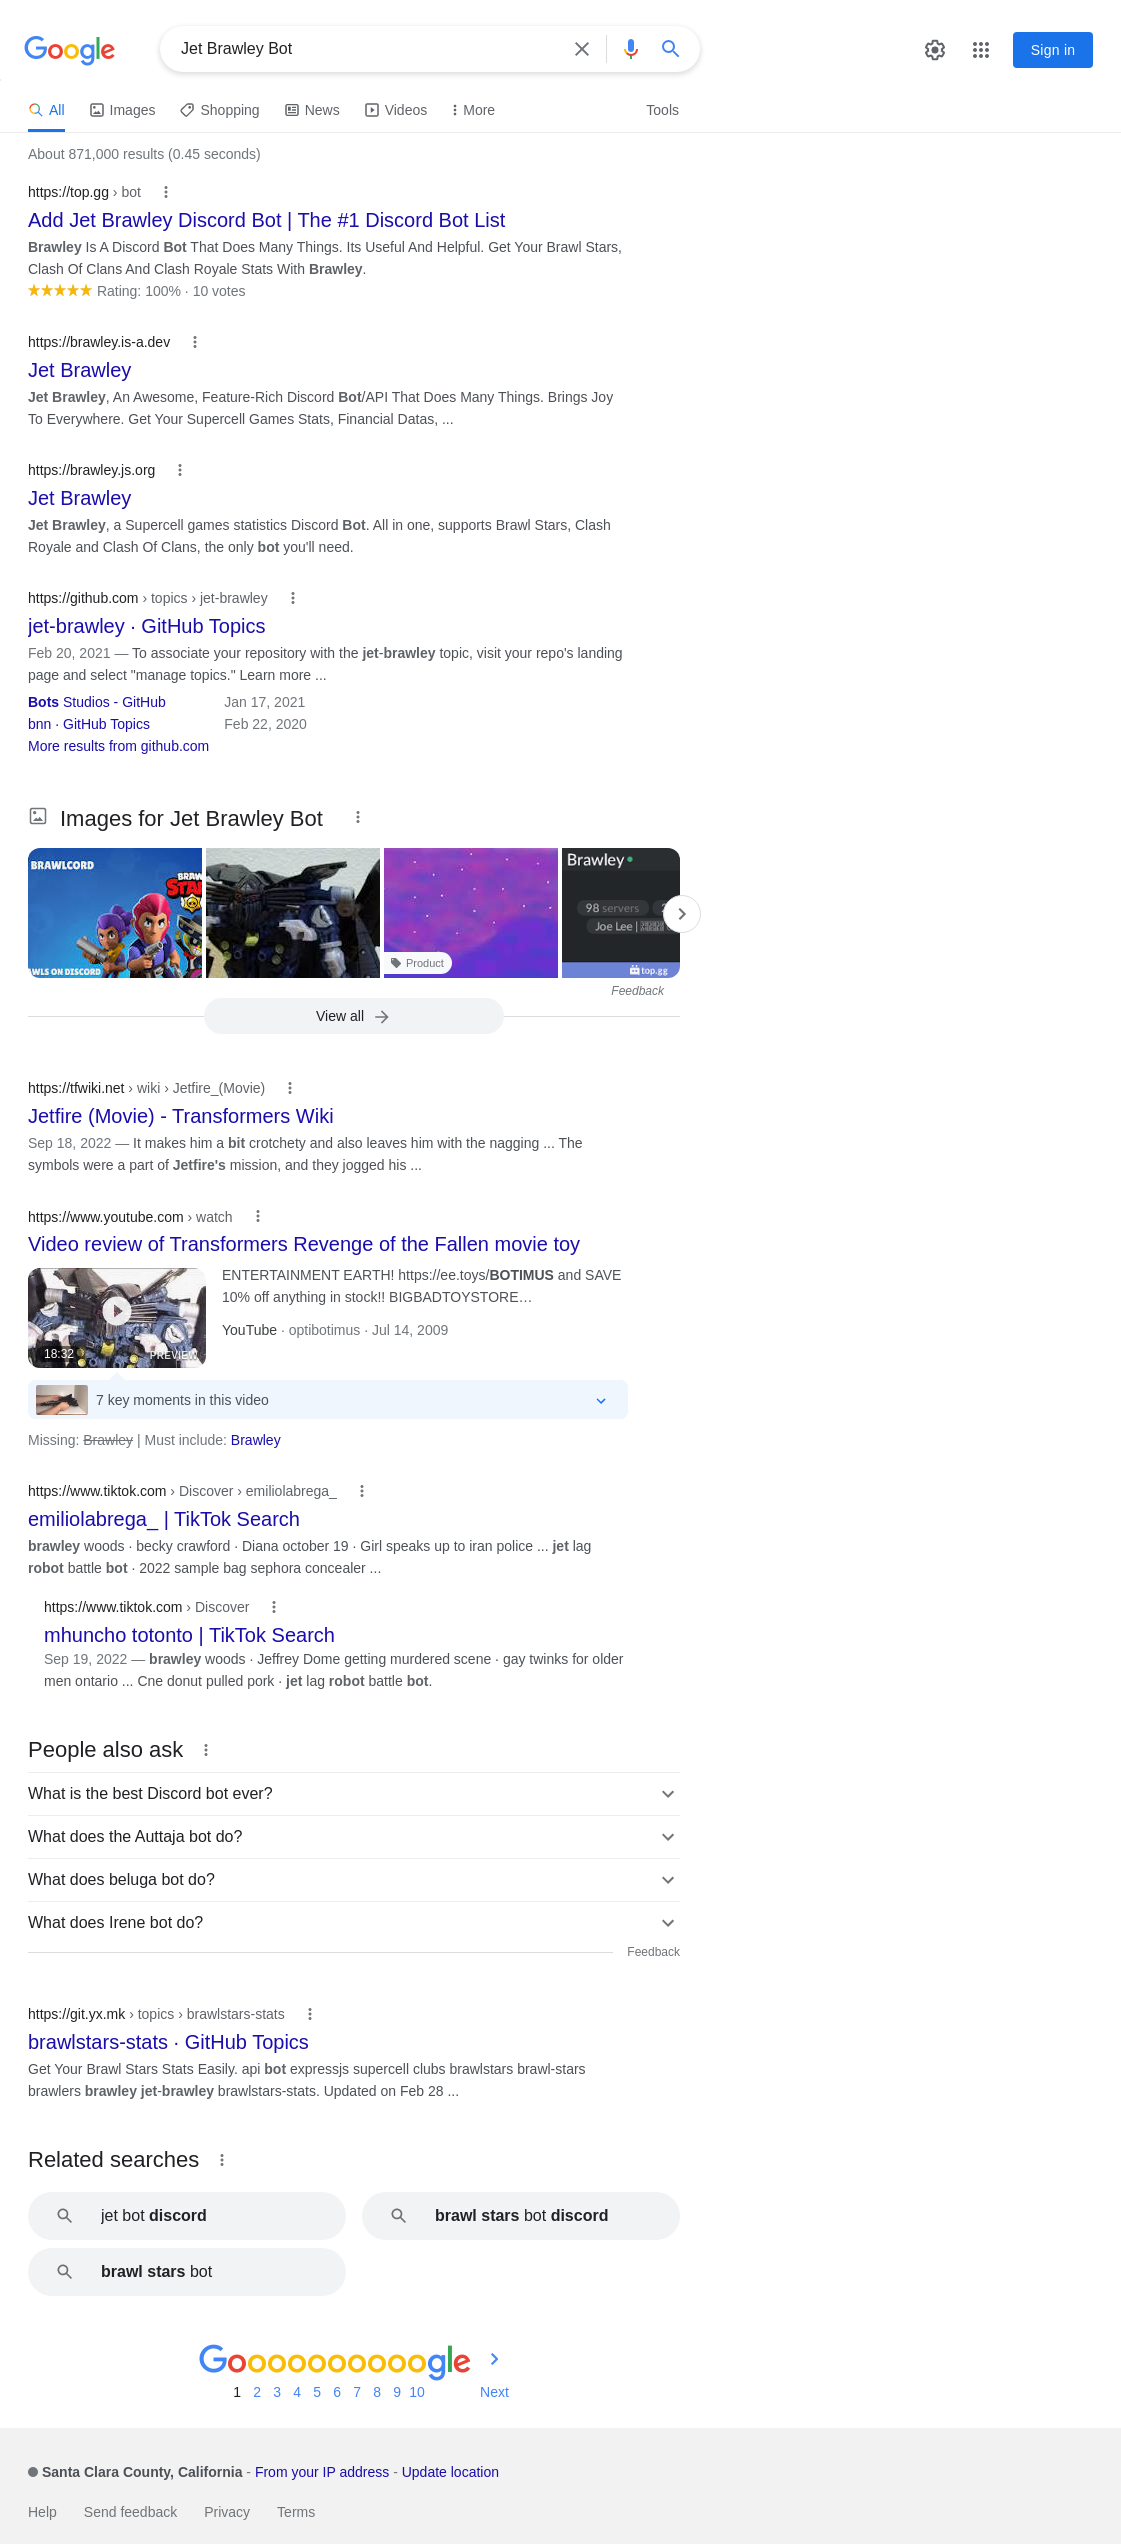 Google
Jet Brawley Bot
Sign in
All
Images
Shopping
News
Videos
More
Tools
About 871,000 results (0.45 seconds)
https://top.gg › bot
Add Jet Brawley Discord Bot | The #1 Discord Bot List
Brawley Is A Discord Bot That Does Many Things. Its Useful And Helpful. Get Your Brawl Stars,
Clash Of Clans And Clash Royale Stats With Brawley.
Rating: 100% · 10 votes
https://brawley.is-a.dev
Jet Brawley
Jet Brawley, An Awesome, Feature-Rich Discord Bot/API That Does Many Things. Brings Joy
To Everywhere. Get Your Supercell Games Stats, Financial Datas, ...
https://brawley.js.org
Jet Brawley
Jet Brawley, a Supercell games statistics Discord Bot. All in one, supports Brawl Stars, Clash
Royale and Clash Of Clans, the only bot you'll need.
https://github.com › topics › jet-brawley
jet-brawley · GitHub Topics
Feb 20, 2021 — To associate your repository with the jet-brawley topic, visit your repo's landing
page and select "manage topics." Learn more ...
Bots Studios - GitHub Jan 17, 2021
bnn · GitHub Topics Feb 22, 2020
More results from github.com
Images for Jet Brawley Bot
BRAWLCORD
BRAW
STA
AWLS ON DISCORD
Product
Brawley
98 servers
Joe Lee |
top.gg
Feedback
View all
https://tfwiki.net › wiki › Jetfire_(Movie)
Jetfire (Movie) - Transformers Wiki
Sep 18, 2022 — It makes him a bit crotchety and also leaves him with the nagging ... The
symbols were a part of Jetfire's mission, and they jogged his ...
https://www.youtube.com › watch
Video review of Transformers Revenge of the Fallen movie toy
18:32
PREVIEW
ENTERTAINMENT EARTH! https://ee.toys/BOTIMUS and SAVE
10% off anything in stock!! BIGBADTOYSTORE…
YouTube · optibotimus · Jul 14, 2009
7 key moments in this video
Missing: Brawley | Must include: Brawley
https://www.tiktok.com › Discover › emiliolabrega_
emiliolabrega_ | TikTok Search
brawley woods · becky crawford · Diana october 19 · Girl speaks up to iran police ... jet lag
robot battle bot · 2022 sample bag sephora concealer ...
https://www.tiktok.com › Discover
mhuncho totonto | TikTok Search
Sep 19, 2022 — brawley woods · Jeffrey Dome getting murdered scene · gay twinks for older
men ontario ... Cne donut pulled pork · jet lag robot battle bot.
People also ask
What is the best Discord bot ever?
What does the Auttaja bot do?
What does beluga bot do?
What does Irene bot do?
Feedback
https://git.yx.mk › topics › brawlstars-stats
brawlstars-stats · GitHub Topics
Get Your Brawl Stars Stats Easily. api bot expressjs supercell clubs brawlstars brawl-stars
brawlers brawley jet-brawley brawlstars-stats. Updated on Feb 28 ...
Related searches
jet bot discord
brawl stars bot discord
brawl stars bot
Goooooooooogle
1 2 3 4 5 6 7 8 9 10 Next
Santa Clara County, California - From your IP address - Update location
Help Send feedback Privacy Terms